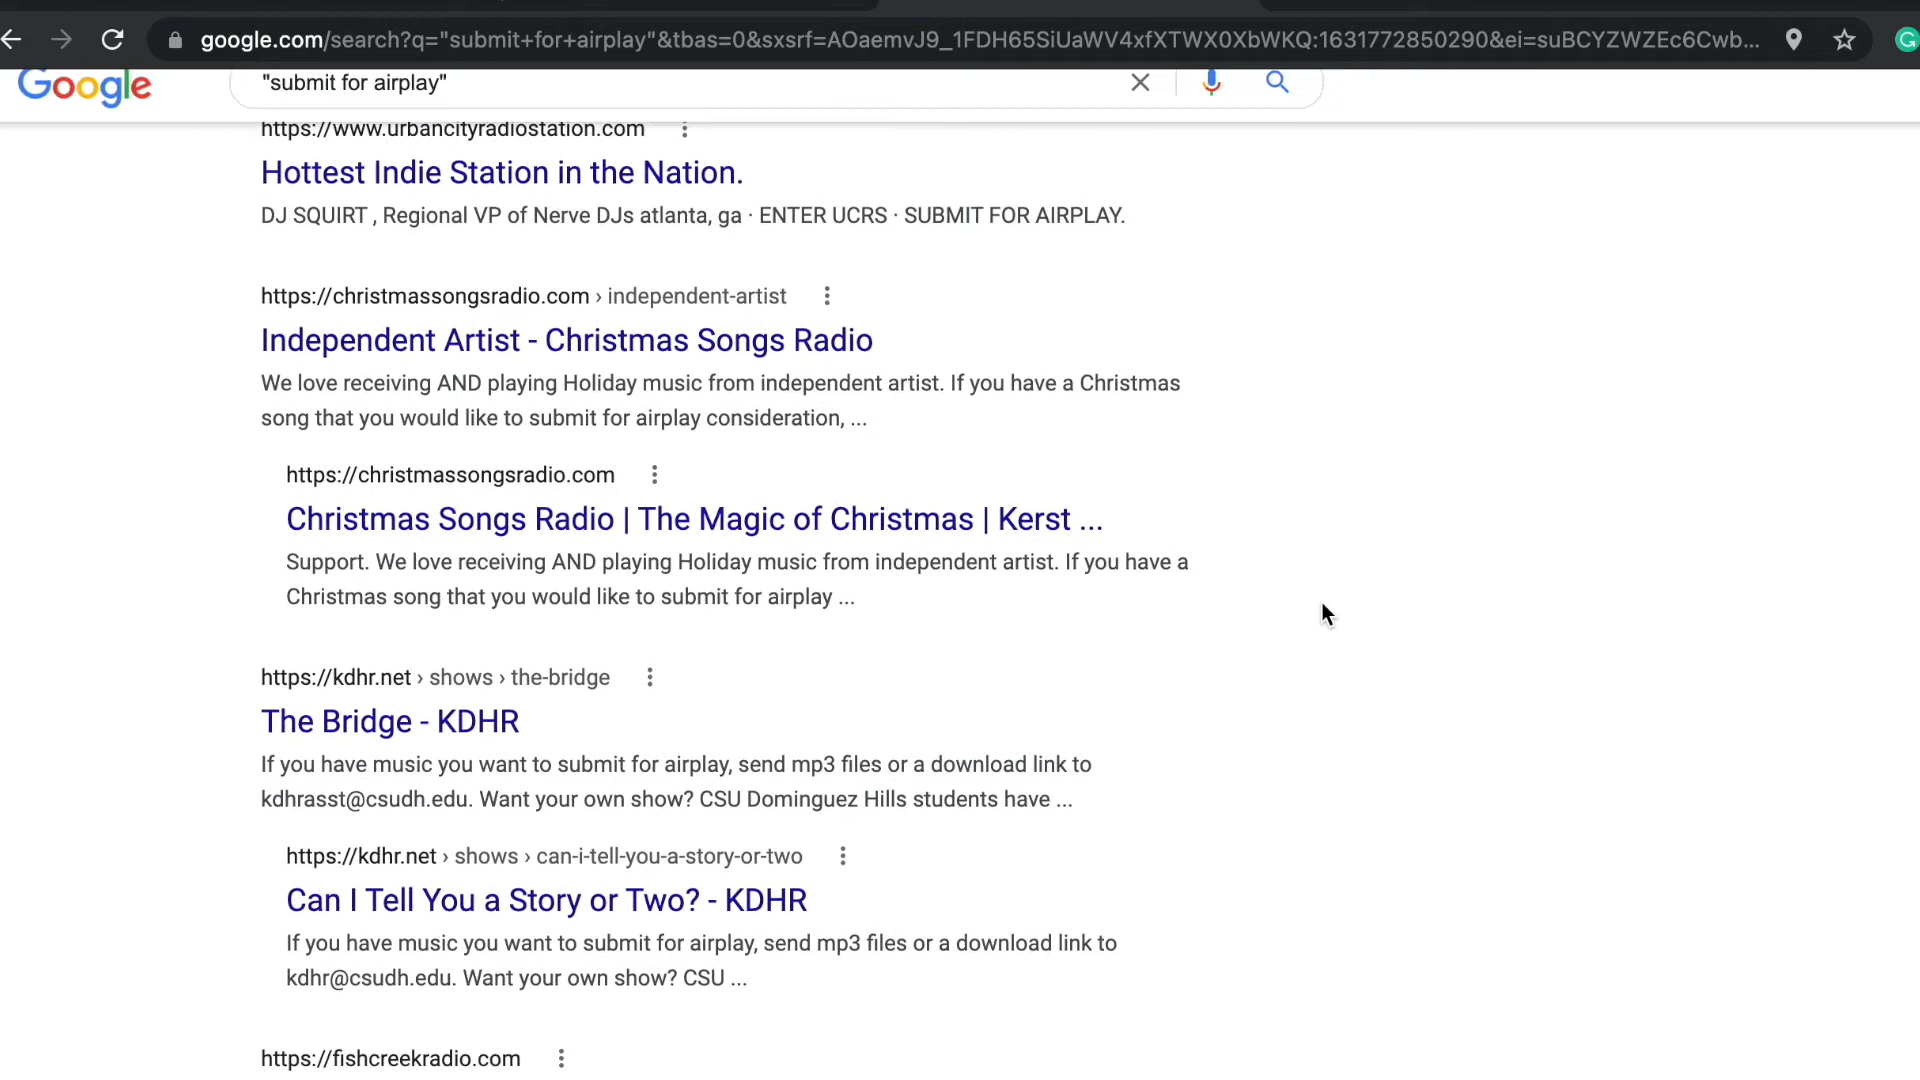 google.com/search?q="submit+for+airplay"&tbas=0&sxsrf=AOaemvJ9_1FDH65SiUaWV4xfXTWX0XbWKQ:1631772850290&ei=suBCYZWZEc6Cwb...
Google
"submit for airplay"
https://www.urbancityradiostation.com
Hottest Indie Station in the Nation.
DJ SQUIRT , Regional VP of Nerve DJs atlanta, ga · ENTER UCRS · SUBMIT FOR AIRPLAY.
https://christmassongsradio.com › independent-artist
Independent Artist - Christmas Songs Radio
We love receiving AND playing Holiday music from independent artist. If you have a Christmas
song that you would like to submit for airplay consideration, ...
https://christmassongsradio.com
Christmas Songs Radio | The Magic of Christmas | Kerst ...
Support. We love receiving AND playing Holiday music from independent artist. If you have a
Christmas song that you would like to submit for airplay ...
https://kdhr.net › shows › the-bridge
The Bridge - KDHR
If you have music you want to submit for airplay, send mp3 files or a download link to
kdhrasst@csudh.edu. Want your own show? CSU Dominguez Hills students have ...
https://kdhr.net › shows › can-i-tell-you-a-story-or-two
Can I Tell You a Story or Two? - KDHR
If you have music you want to submit for airplay, send mp3 files or a download link to
kdhr@csudh.edu. Want your own show? CSU ...
https://fishcreekradio.com